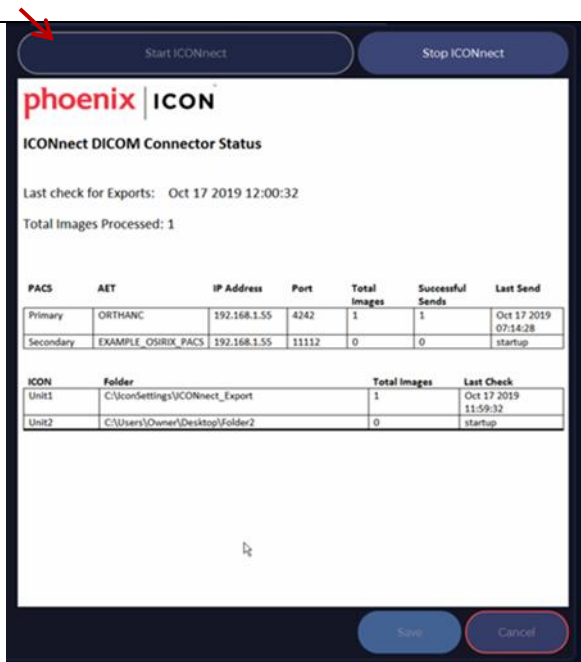 Start ICONnect Stop ICONnect
phoenix | ICON
ICONnect DICOM Connector Status
Last check for Exports: Oct 17 2019 12:00:32
Total Images Processed: 1
PACS AET IP Address Port Total Images Successful Sends Last Send
Primary ORTHANC 192.168.1.55 4242 1 1 Oct 17 2019 07:14:28
Secondary EXAMPLE_OSIRIX_PACS 192.168.1.55 11112 0 0 startup
ICON Folder Total Images Last Check
Unit1 C:\IconSettings\ICONnect_Export 1 Oct 17 2019 11:59:32
Unit2 C:\Users\Owner\Desktop\Folder2 0 startup
Save Cancel